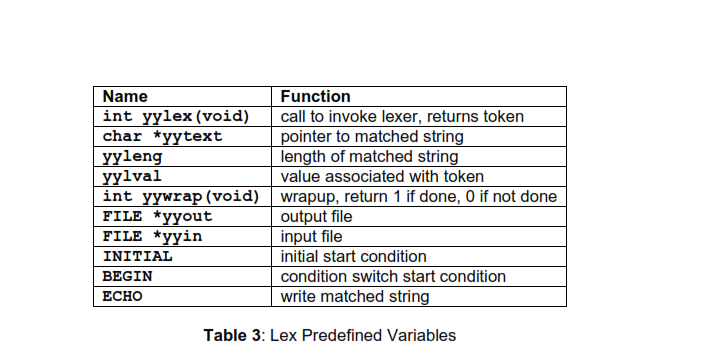 Name Function
int yylex(void) call to invoke lexer, returns token
char *yytext pointer to matched string
yyleng length of matched string
yylval value associated with token
int yywrap(void) wrapup, return 1 if done, 0 if not done
FILE *yyout output file
FILE *yyin input file
INITIAL initial start condition
BEGIN condition switch start condition
ECHO write matched string
Table 3: Lex Predefined Variables